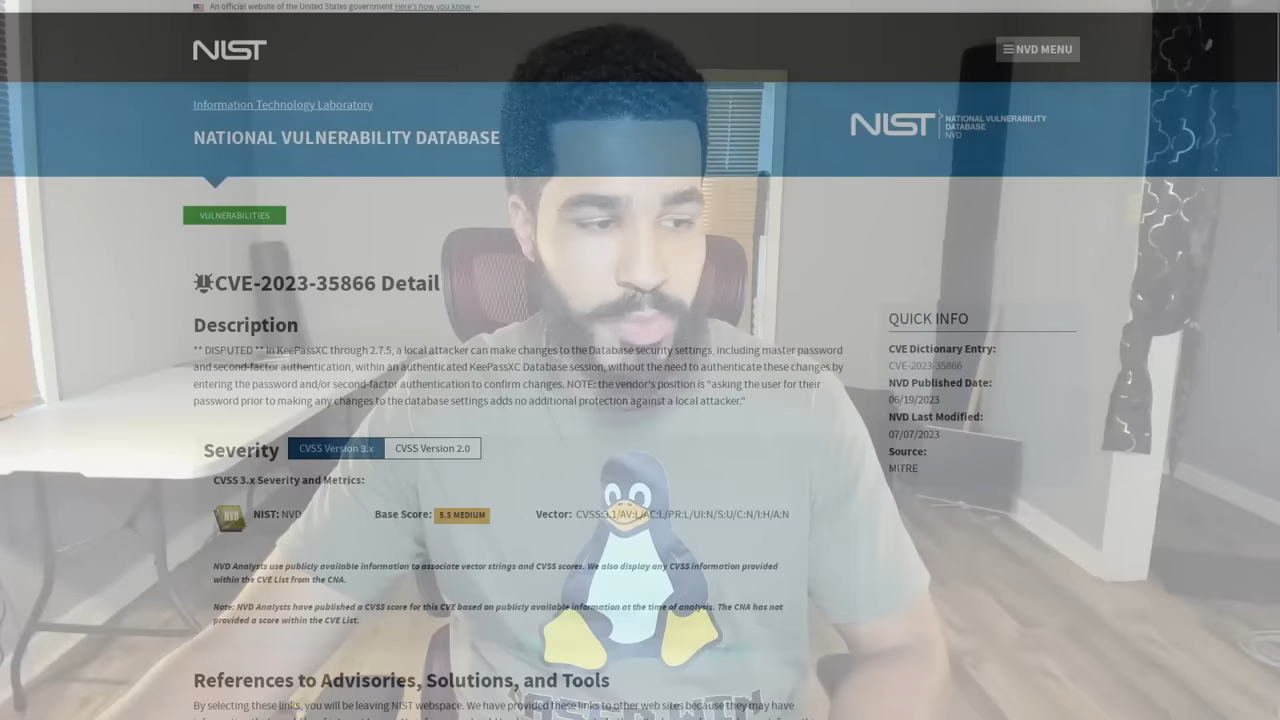 An official website of the United States government Here's how you know
NIST
NVD MENU
Information Technology Laboratory
NATIONAL VULNERABILITY DATABASE
NIST NATIONAL VULNERABILITY
DATABASE
NVD
VULNERABILITIES
CVE-2023-35866 Detail
QUICK INFO
Description
** DISPUTED ** In KeePassXC through 2.7.5, a local attacker can make changes to the Database security settings, including master password
and second-factor authentication, within an authenticated KeePassXC Database session, without the need to authenticate these changes by
entering the password and/or second-factor authentication to confirm changes. NOTE: the vendor's position is "asking the user for their
password prior to making any changes to the database settings adds no additional protection against a local attacker."
CVE Dictionary Entry:
CVE-2023-35866
NVD Published Date:
06/19/2023
NVD Last Modified:
07/07/2023
Source:
MITRE
Severity
CVSS Version 3.x
CVSS Version 2.0
CVSS 3.x Severity and Metrics:
NVD
NIST: NVD
Base Score: 5.5 MEDIUM
Vector: CVSS:3.1/AV:L/AC:L/PR:L/UI:N/S:U/C:N/I:H/A:N
NVD Analysts use publicly available information to associate vector strings and CVSS scores. We also display any CVSS information provided
within the CVE List from the CNA.
Note: NVD Analysts have published a CVSS score for this CVE based on publicly available information at the time of analysis. The CNA has not
provided a score within the CVE List.
References to Advisories, Solutions, and Tools
By selecting these links, you will be leaving NIST webspace. We have provided these links to other web sites because they may have